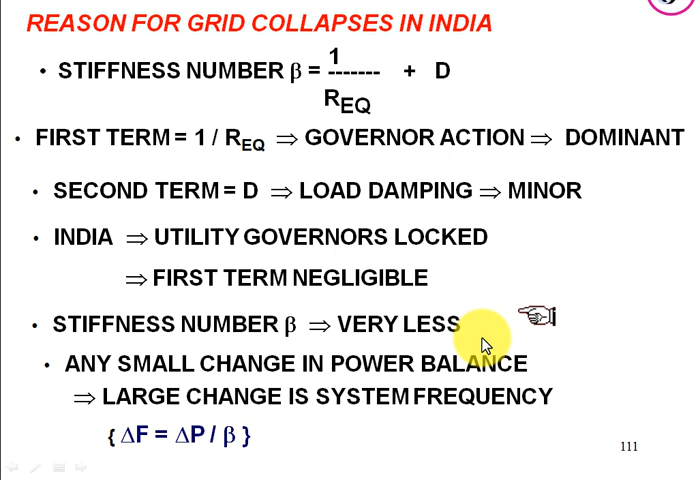 REASON FOR GRID COLLAPSES IN INDIA
1
• STIFFNESS NUMBER β = ------- + D
REQ
• FIRST TERM = 1 / REQ ⇒ GOVERNOR ACTION ⇒ DOMINANT
• SECOND TERM = D ⇒ LOAD DAMPING ⇒ MINOR
• INDIA ⇒ UTILITY GOVERNORS LOCKED
⇒ FIRST TERM NEGLIGIBLE
• STIFFNESS NUMBER β ⇒ VERY LESS
• ANY SMALL CHANGE IN POWER BALANCE
⇒ LARGE CHANGE IS SYSTEM FREQUENCY
{ ∆F = ∆P / β }
111